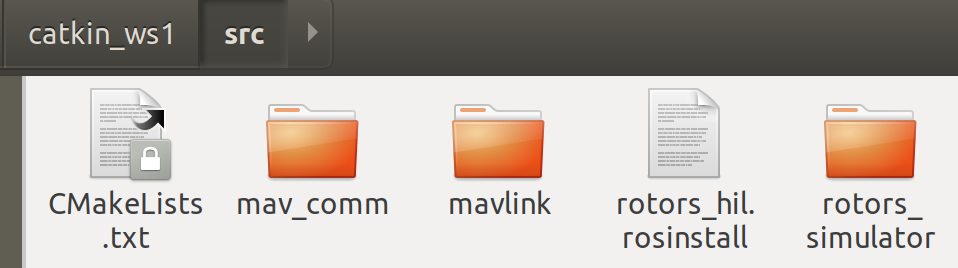 catkin_ws1 src
CMakeLists
.txt
mav_comm
mavlink
rotors_hil.
rosinstall
rotors_
simulator